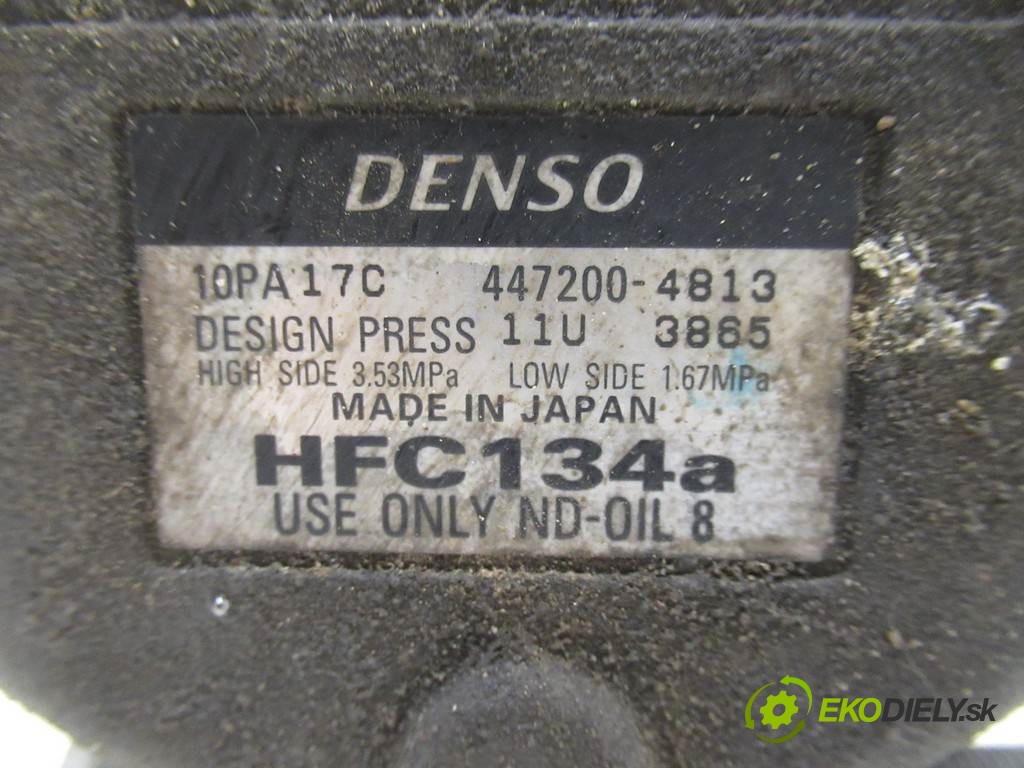 DENSO
10PA17C 447200-4813
DESIGN PRESS 11U 3865
HIGH SIDE 3.53MPa LOW SIDE 1.67MPa
MADE IN JAPAN
HFC134a
USE ONLY ND-OIL 8
EKODIELY.sk